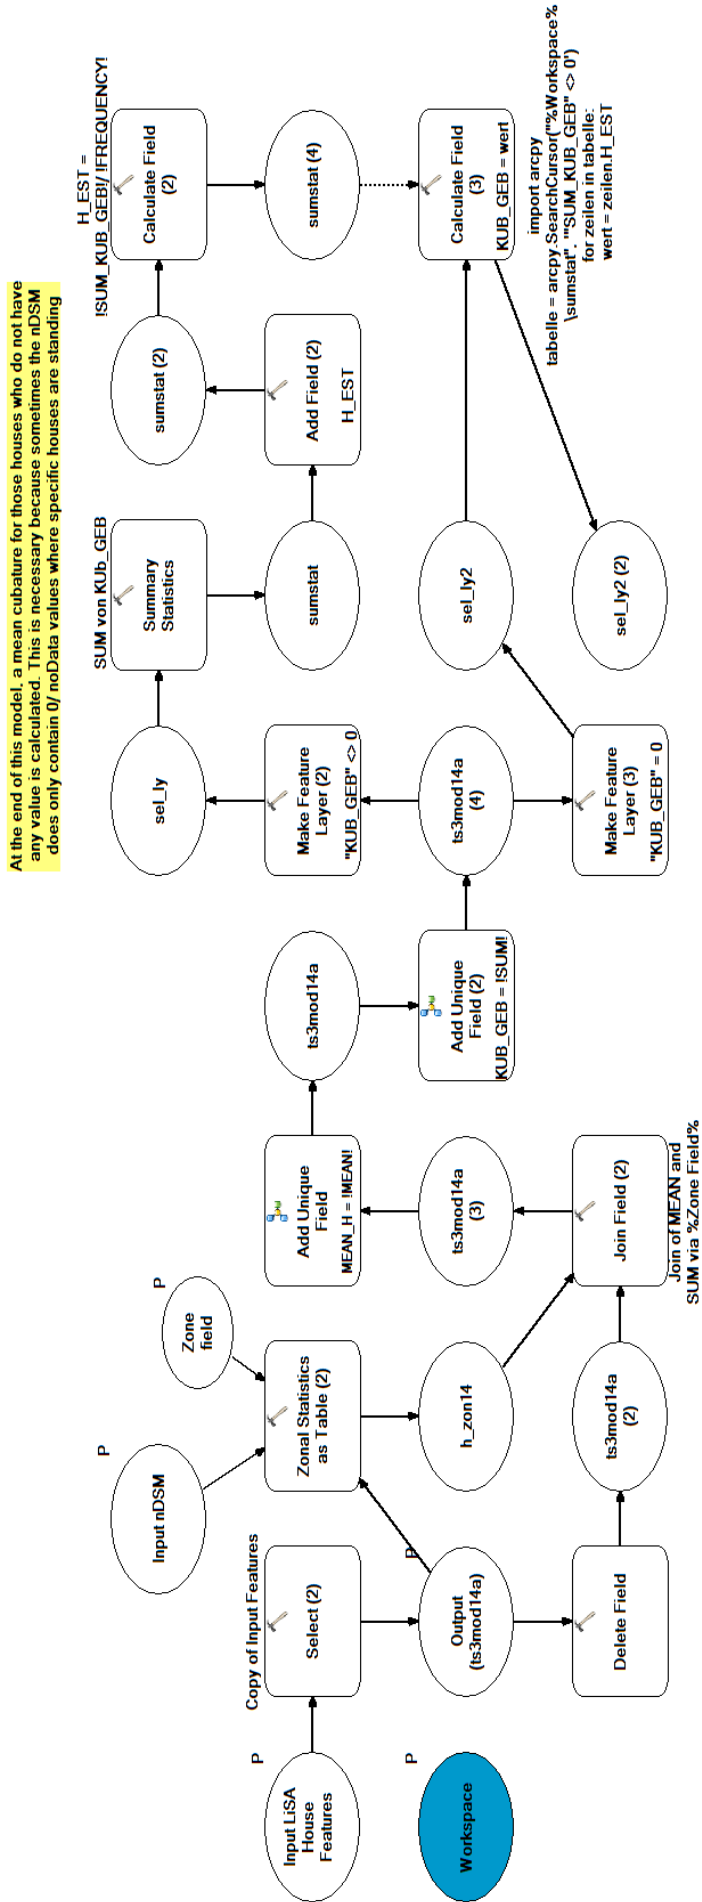 At the end of this model, a mean cubature for those houses who do not have
any value is calculated. This is necessary because sometimes the nDSM
does only contain 0/ noData values where specific houses are standing
P
Input LiSA
House
Features
P
Workspace
Copy of Input Features
Select (2)
P
Output
(ts3mod14a)
Delete Field
P
Input nDSM
P
Zone
field
Zonal Statistics
as Table (2)
h_zon14
ts3mod14a
(2)
Join Field (2)
Join of MEAN and
SUM via %Zone Field%
ts3mod14a
(3)
Add Unique
Field
MEAN_H = !MEAN!
ts3mod14a
Add Unique
Field (2)
KUB_GEB = !SUM!
ts3mod14a
(4)
Make Feature
Layer (2)
"KUB_GEB" <> 0
Make Feature
Layer (3)
"KUB_GEB" = 0
sel_ly
SUM von KUb_GEB
Summary
Statistics
sumstat
sel_ly2
sel_ly2 (2)
Add Field (2)
H_EST
sumstat (2)
H_EST =
!SUM_KUB_GEB!/ !FREQUENCY!
Calculate Field
(2)
sumstat (4)
Calculate Field
(3)
KUB_GEB = wert
import arcpy
tabelle = arcpy.SearchCursor("%Workspace%
\sumstat", '"SUM_KUB_GEB" <> 0')
for zeilen in tabelle:
wert = zeilen.H_EST